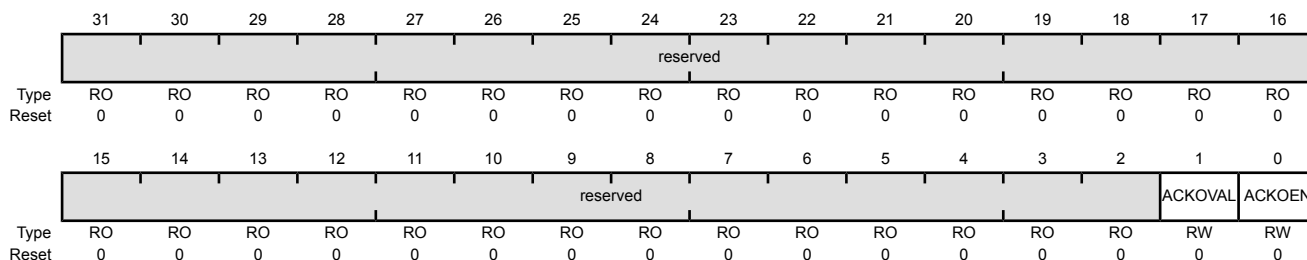 31 30 29 28 27 26 25 24 23 22 21 20 19 18 17 16
reserved
Type RO RO RO RO RO RO RO RO RO RO RO RO RO RO RO RO
Reset 0 0 0 0 0 0 0 0 0 0 0 0 0 0 0 0
15 14 13 12 11 10 9 8 7 6 5 4 3 2 1 0
reserved ACKOVAL ACKOEN
Type RO RO RO RO RO RO RO RO RO RO RO RO RO RO RW RW
Reset 0 0 0 0 0 0 0 0 0 0 0 0 0 0 0 0